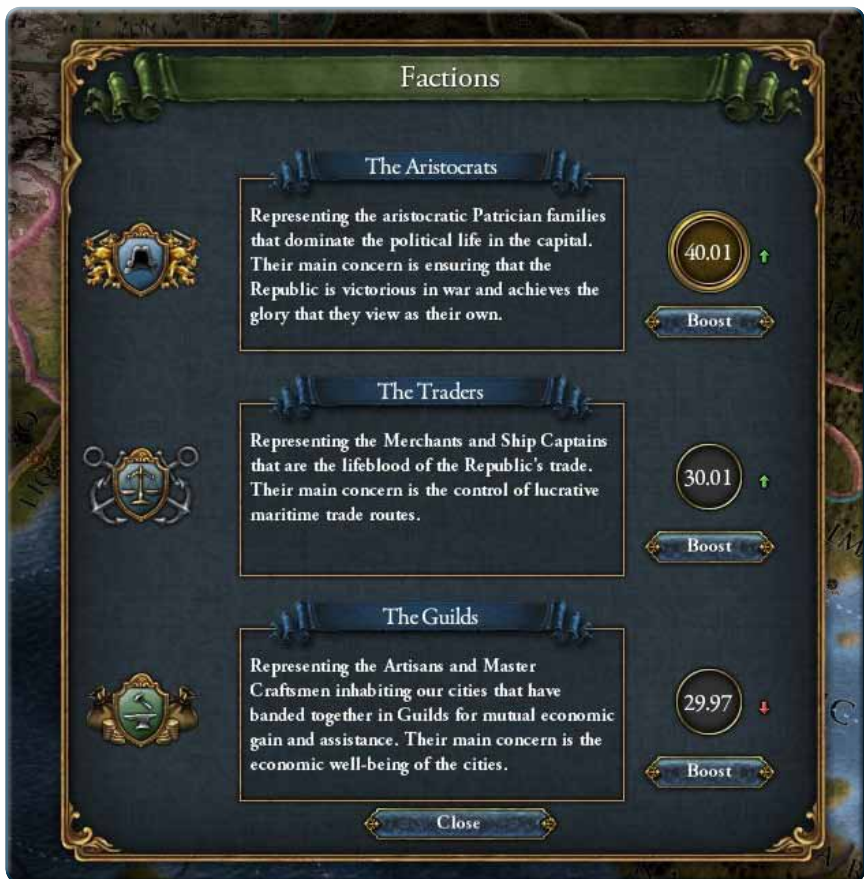 Factions
The Aristocrats
Representing the aristocratic Patrician families
that dominate the political life in the capital.
Their main concern is ensuring that the
Republic is victorious in war and achieves the
glory that they view as their own.
40.01
Boost
The Traders
Representing the Merchants and Ship Captains
that are the lifeblood of the Republic's trade.
Their main concern is the control of lucrative
maritime trade routes.
30.01
Boost
The Guilds
Representing the Artisans and Master
Craftsmen inhabiting our cities that have
banded together in Guilds for mutual economic
gain and assistance. Their main concern is the
economic well-being of the cities.
29.97
Boost
Close